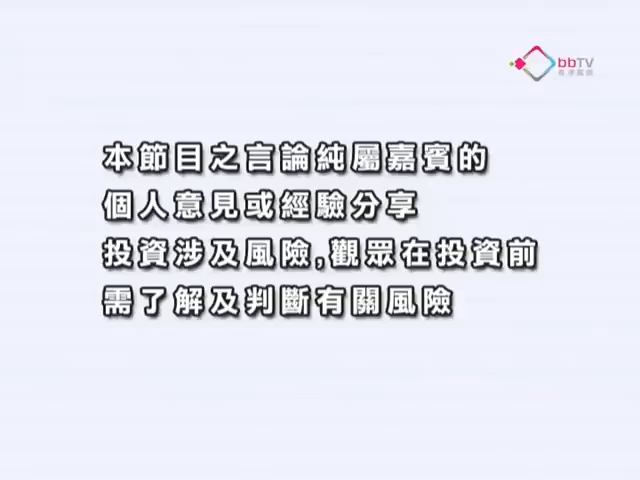 bbTV
本節目之言論純屬嘉賓的
個人意見或經驗分享
投資涉及風險,觀眾在投資前
需了解及判斷有關風險